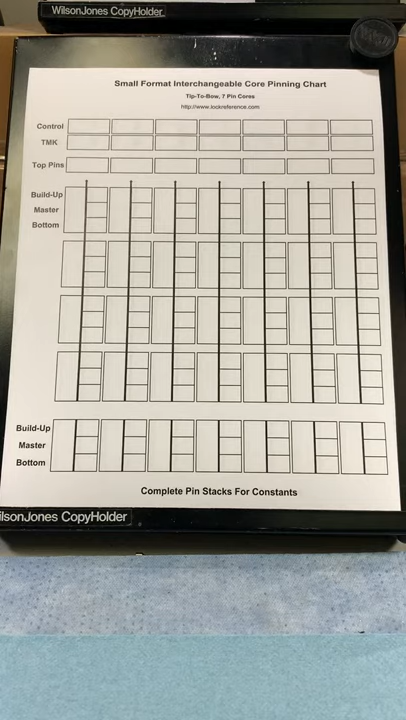 WilsonJones CopyHolder
Small Format Interchangeable Core Pinning Chart
Tip-To-Bow, 7 Pin Cores
http://www.lockreference.com
Control
TMK
Top Pins
Build-Up
Master
Bottom
Build-Up
Master
Bottom
Complete Pin Stacks For Constants
ilsonJones CopyHolder